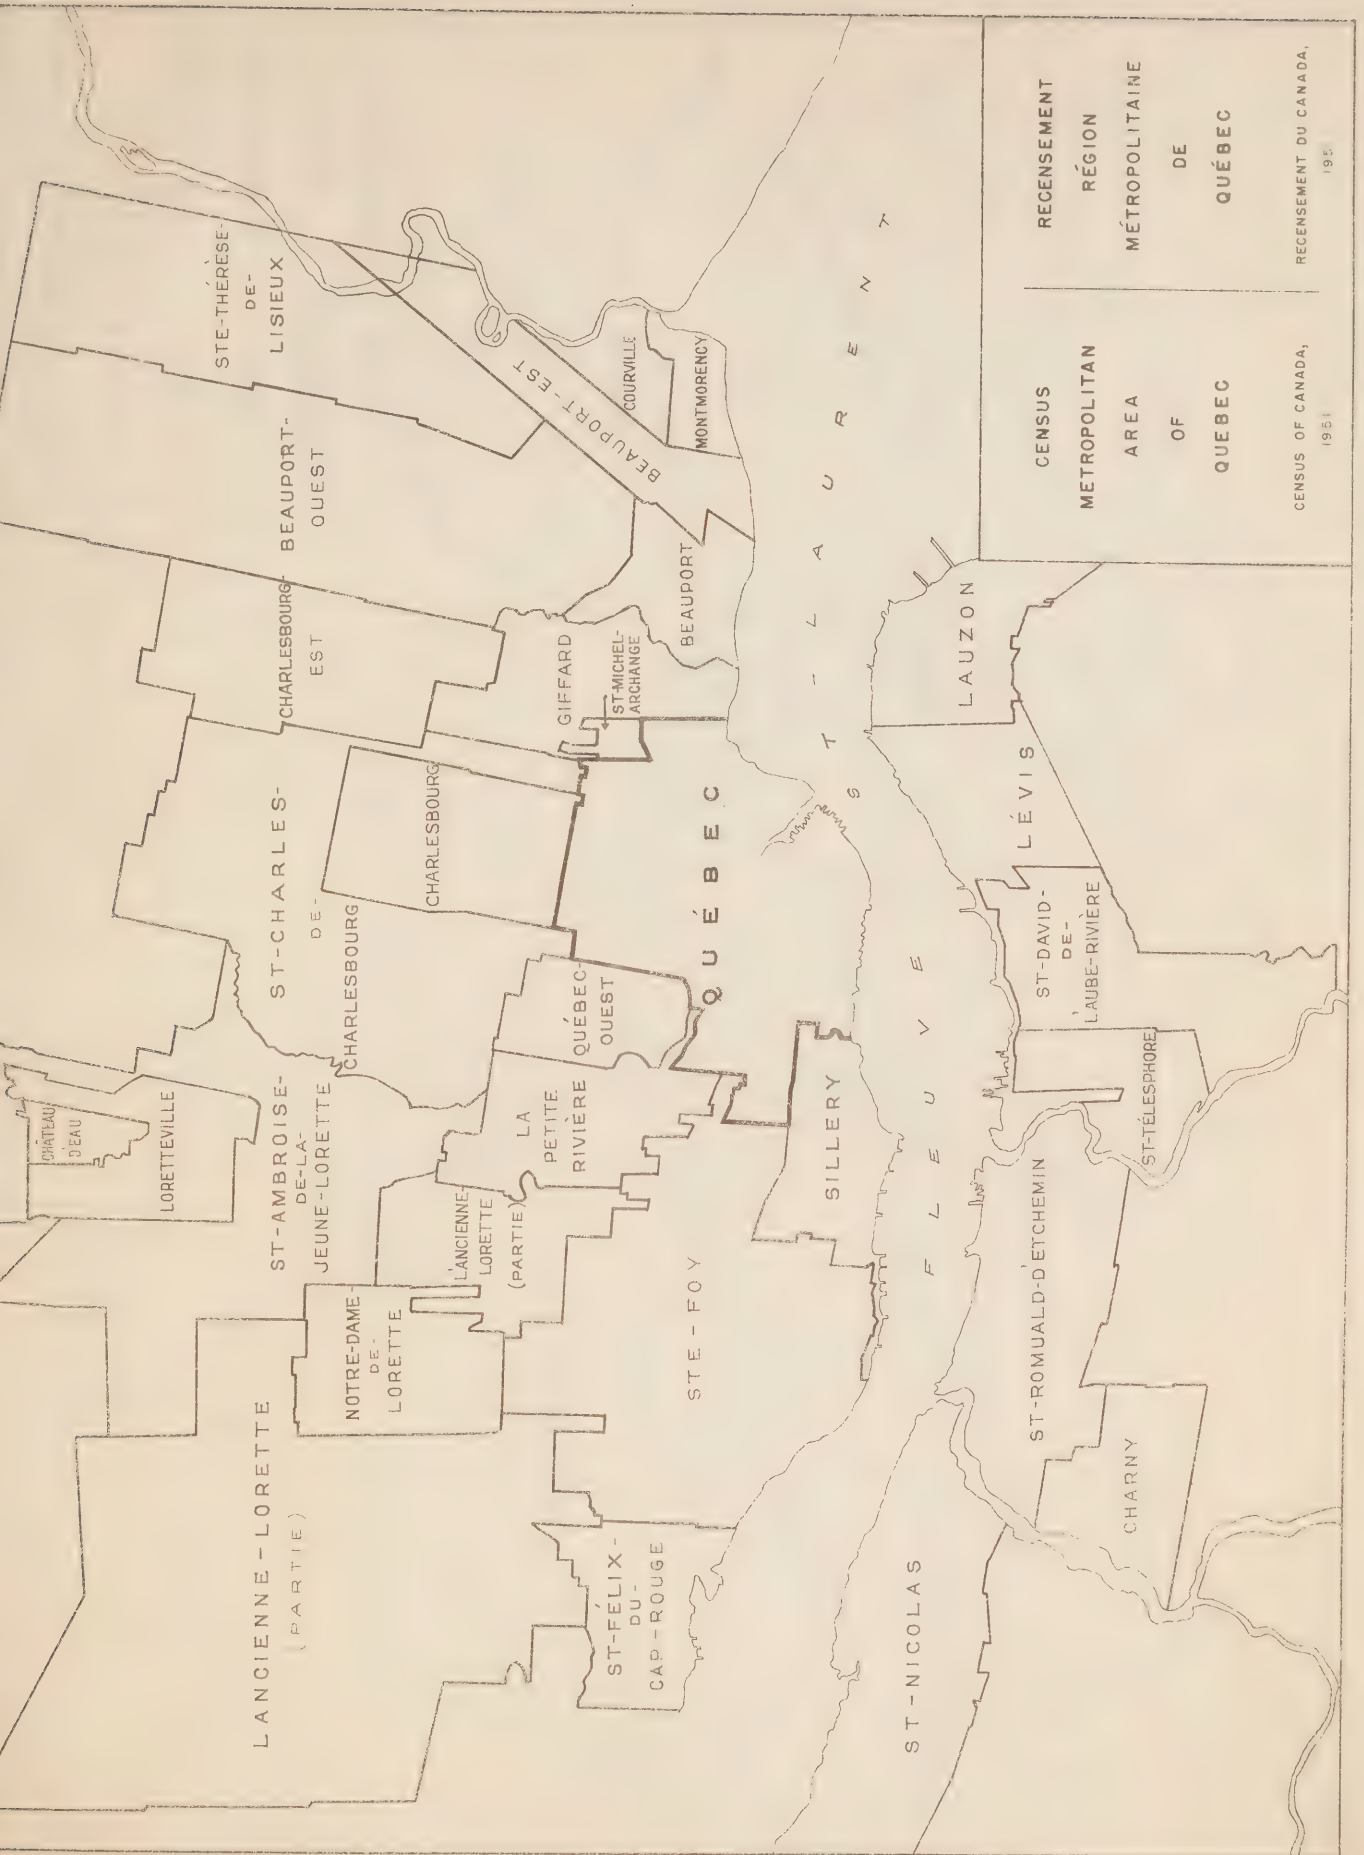 CHÂTEAU
D'EAU
LORETTEVILLE
ST-AMBROISE-
DE-LA-
JEUNE-LORETTE
LANCIENNE-LORETTE
(PARTIE)
NOTRE-DAME-
DE-
LORETTE
L'ANCIENNE-
LORETTE
(PARTIE)
LA
PETITE
RIVIÈRE
QUÉBEC-
OUEST
ST-CHARLES-
DE-
CHARLESBOURG
CHARLESBOURG
CHARLESBOURG-
EST
BEAUPORT-
OUEST
STE-THÉRÈSE-
DE-
LISIEUX
BEAUPORT-EST
COURVILLE
MONTMORENCY
BEAUPORT
GIFFARD
ST-MICHEL-
ARCHANGE
QUÉBEC
SILLERY
STE-FOY
ST-FÉLIX-
DU-
CAP-ROUGE
FLEUVE ST-LAURENT
ST-NICOLAS
CHARNY
ST-ROMUALD-D'ETCHEMIN
ST-TÉLESPHORE
ST-DAVID-
DE-
L'AUBE-RIVIÈRE
LÉVIS
LAUZON
CENSUS
METROPOLITAN
AREA
OF
QUEBEC
CENSUS OF CANADA,
1951
RECENSEMENT
RÉGION
MÉTROPOLITAINE
DE
QUÉBEC
RECENSEMENT DU CANADA,
195